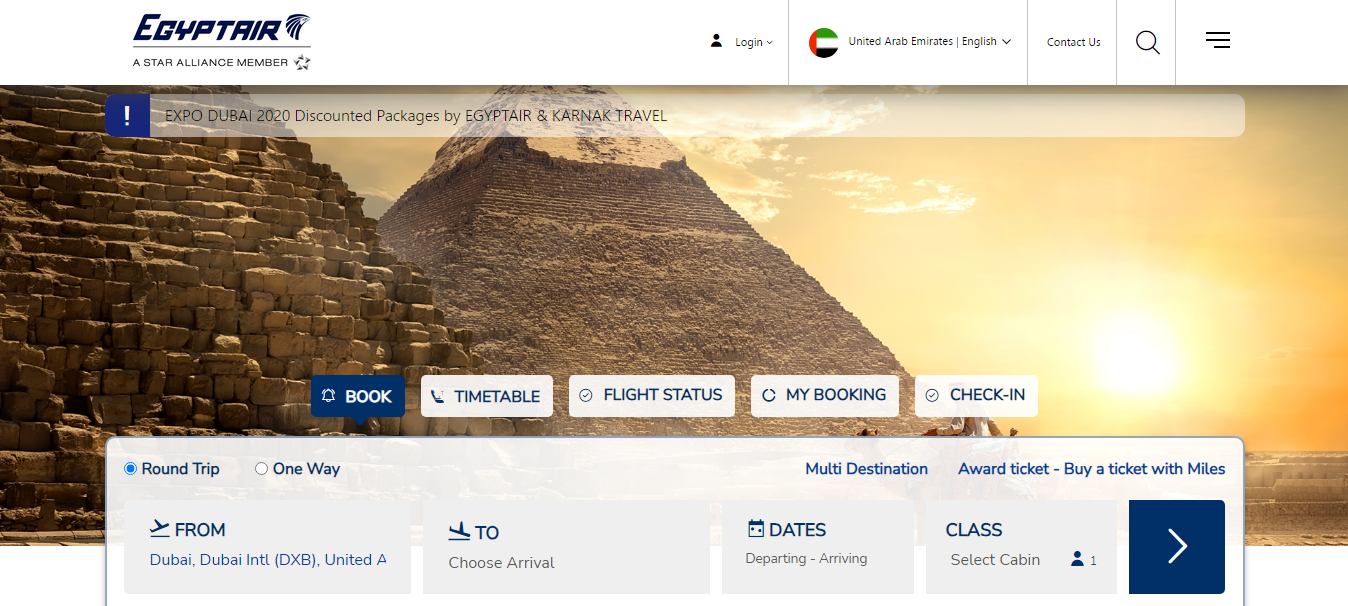 EGYPTAIR
A STAR ALLIANCE MEMBER
Login
United Arab Emirates | English
Contact Us
! EXPO DUBAI 2020 Discounted Packages by EGYPTAIR & KARNAK TRAVEL
BOOK TIMETABLE FLIGHT STATUS MY BOOKING CHECK-IN
Round Trip One Way Multi Destination Award ticket - Buy a ticket with Miles
FROM TO DATES CLASS
Dubai, Dubai Intl (DXB), United A Choose Arrival Departing - Arriving Select Cabin 1